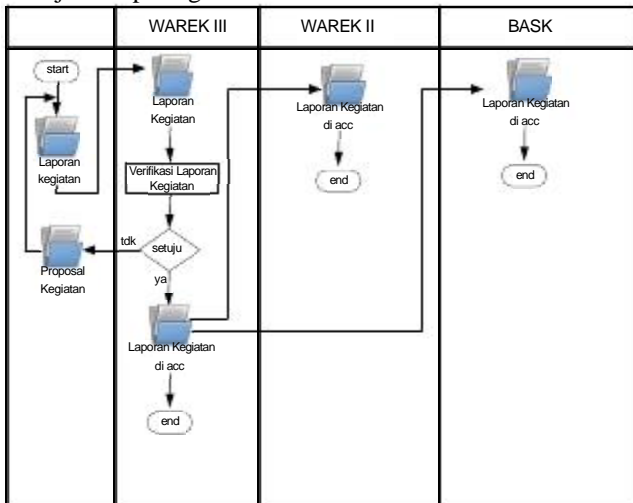 WAREK III
WAREK II
BASK
start
Laporan
kegiatan
Proposal
Kegiatan
Laporan
Kegiatan
Verifikasi Laporan
Kegiatan
setuju
tdk
ya
Laporan Kegiatan
di acc
end
Laporan Kegiatan
di acc
end
Laporan Kegiatan
di acc
end